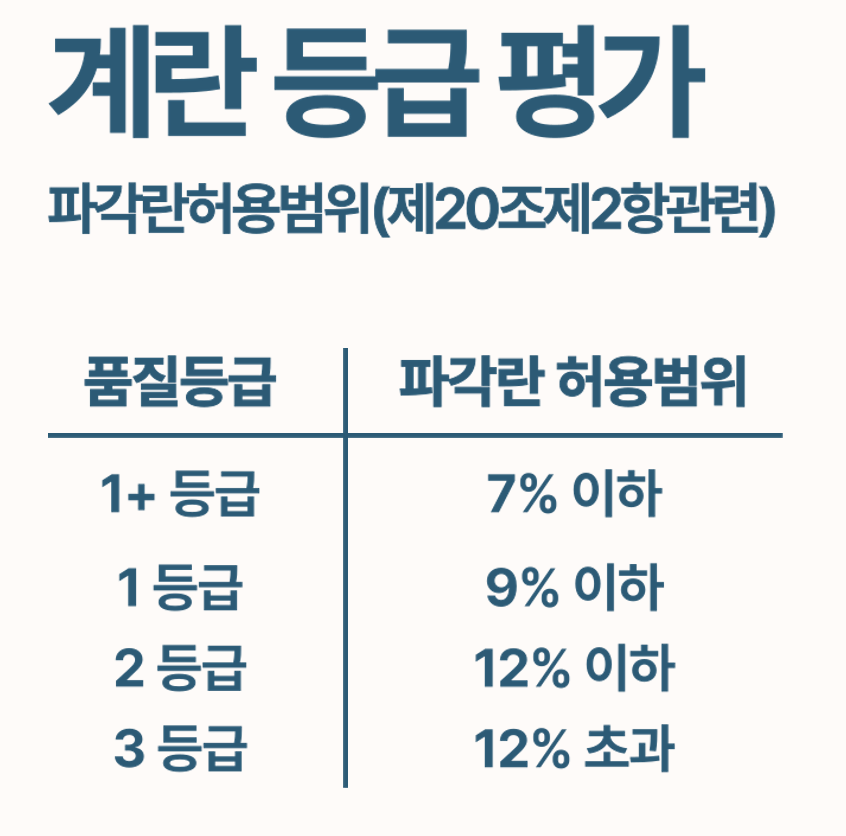 계란 등급 평가
파각란허용범위(제20조제2항관련)
품질등급 파각란 허용범위
1+ 등급 7% 이하
1 등급 9% 이하
2 등급 12% 이하
3 등급 12% 초과